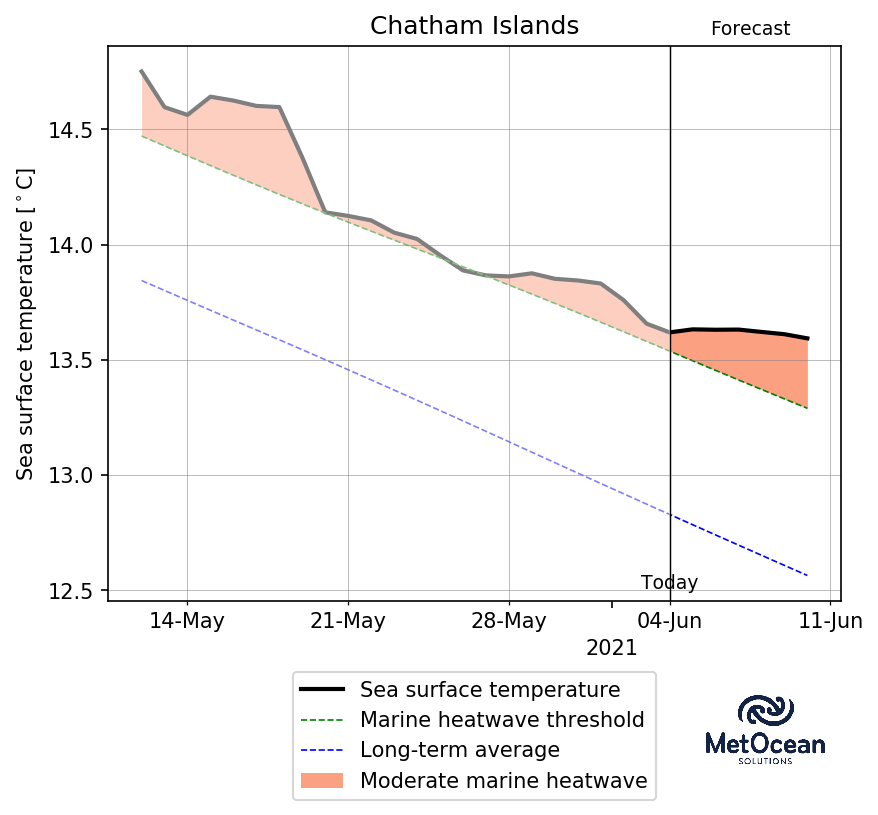 Chatham Islands
Forecast
Sea surface temperature [°C]
14.5
14.0
13.5
13.0
12.5
Today
14-May
21-May
28-May
04-Jun
11-Jun
2021
Sea surface temperature
Marine heatwave threshold
Long-term average
Moderate marine heatwave
MetOcean
SOLUTIONS